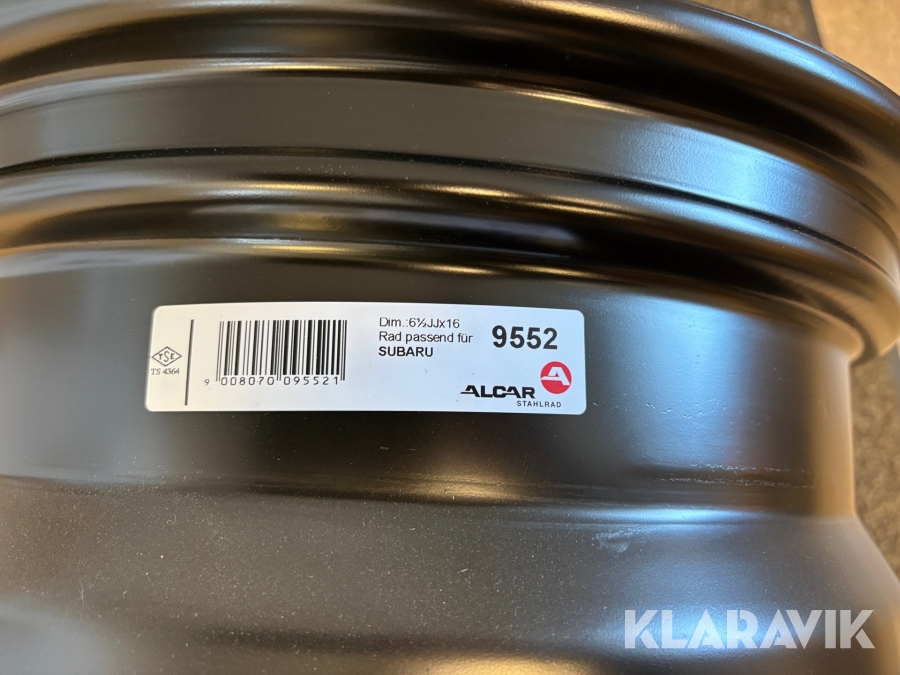 TSE
TS 4364
9 008070 095521
Dim.:6½JJx16
Rad passend für
SUBARU
9552
ALCAR
STAHLRAD
KLARAVIK